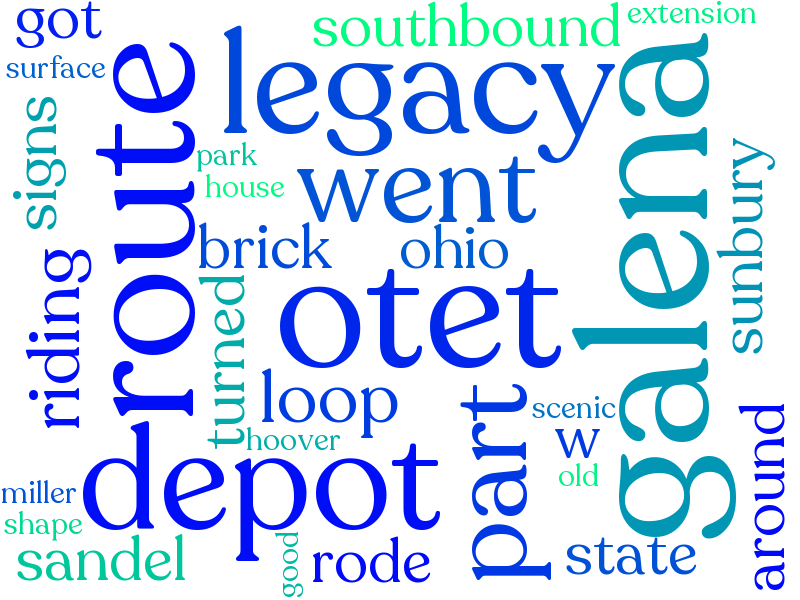 got
southbound
extension
surface
legacy
route
galena
signs
park
house
went
sunbury
brick
ohio
riding
turned
otet
loop
part
scenic
w
hoover
old
around
miller
depot
shape
sandel
good
rode
state